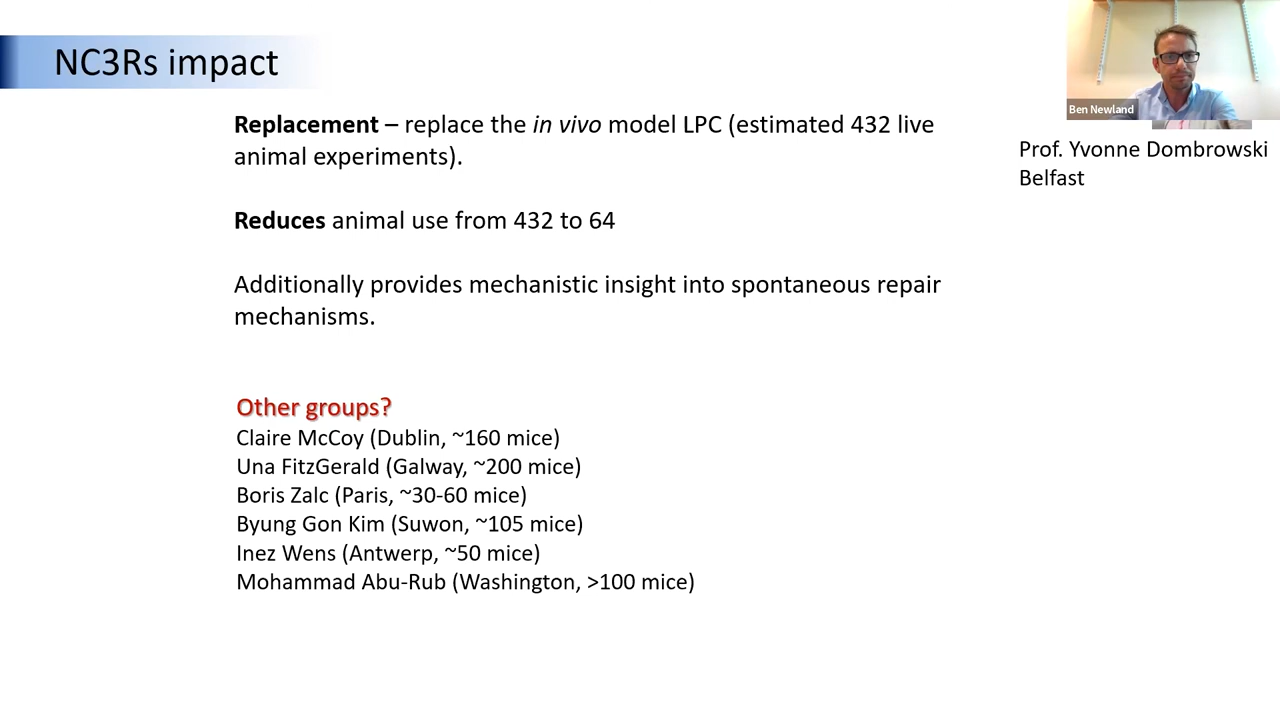 NC3Rs impact
Ben Newland
Prof. Yvonne Dombrowski
Belfast
Replacement – replace the in vivo model LPC (estimated 432 live
animal experiments).
Reduces animal use from 432 to 64
Additionally provides mechanistic insight into spontaneous repair
mechanisms.
Other groups?
Claire McCoy (Dublin, ~160 mice)
Una FitzGerald (Galway, ~200 mice)
Boris Zalc (Paris, ~30-60 mice)
Byung Gon Kim (Suwon, ~105 mice)
Inez Wens (Antwerp, ~50 mice)
Mohammad Abu-Rub (Washington, >100 mice)